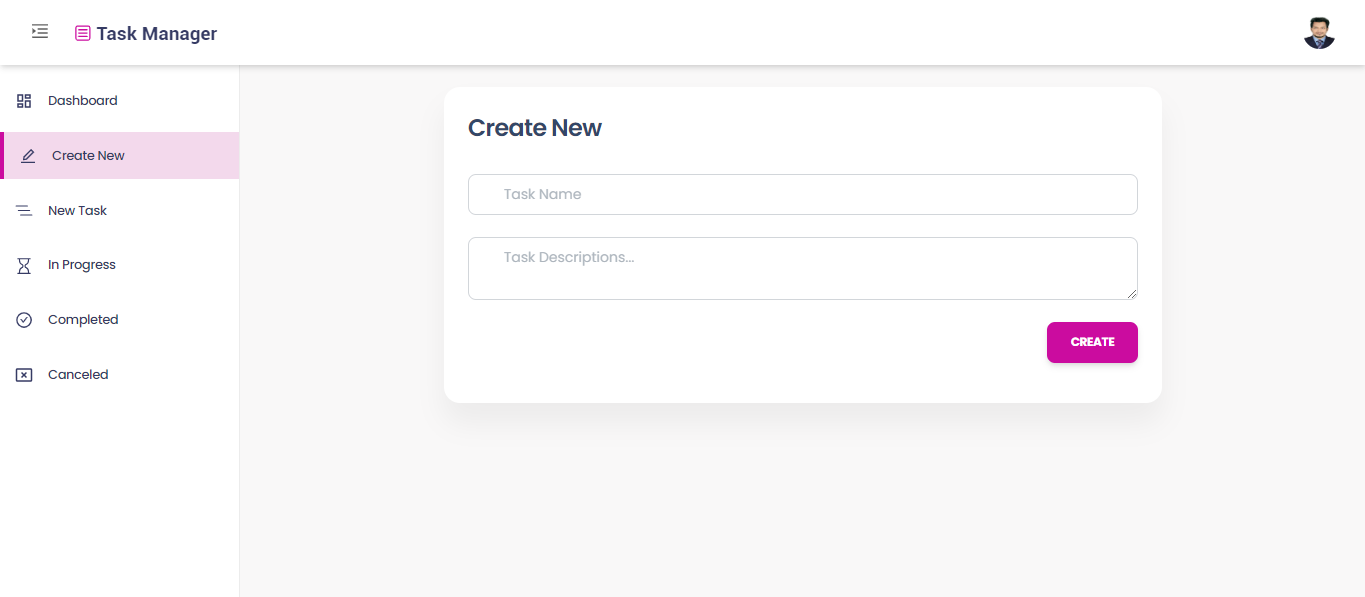 Task Manager
Dashboard
Create New
New Task
In Progress
Completed
Canceled
Create New
Task Name
Task Descriptions...
CREATE